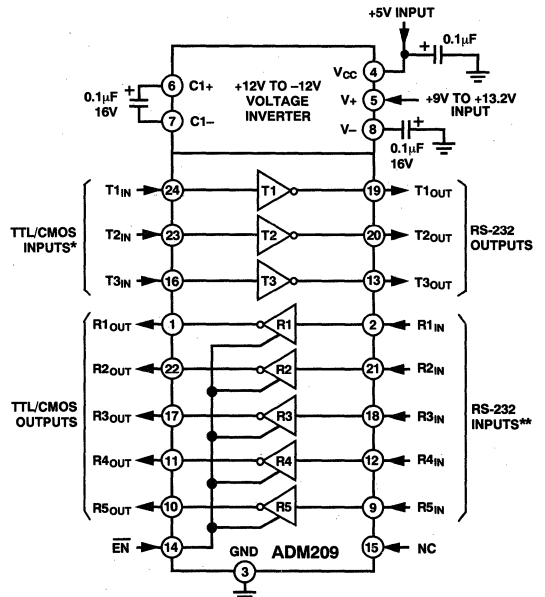 +5V INPUT
0.1µF
6 C1+ +12V TO –12V VCC 4
0.1µF 16V VOLTAGE INVERTER V+ 5 +9V TO +13.2V INPUT
7 C1– V– 8
0.1µF
16V
T1IN 24 T1 19 T1OUT
TTL/CMOS INPUTS* T2IN 23 T2 20 T2OUT RS-232 OUTPUTS
T3IN 16 T3 13 T3OUT
R1OUT 1 R1 2 R1IN
R2OUT 22 R2 21 R2IN
TTL/CMOS OUTPUTS R3OUT 17 R3 18 R3IN RS-232 INPUTS**
R4OUT 11 R4 12 R4IN
R5OUT 10 R5 9 R5IN
EN 14 GND ADM209 15 NC
3